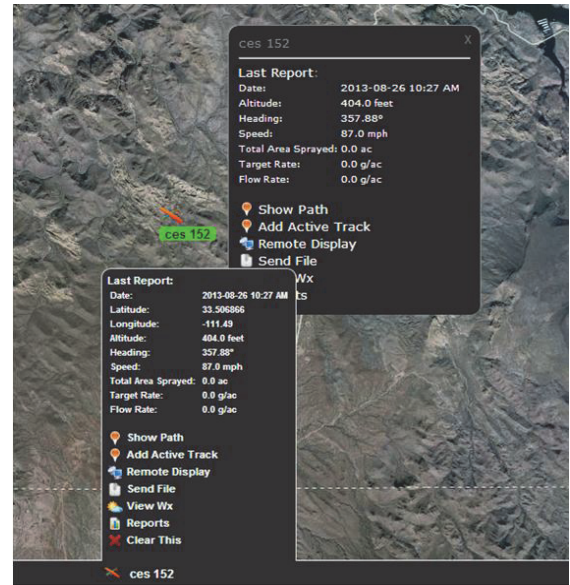 ces 152 X
Last Report:
Date: 2013-08-26 10:27 AM
Altitude: 404.0 feet
Heading: 357.88°
Speed: 87.0 mph
Total Area Sprayed: 0.0 ac
Target Rate: 0.0 g/ac
Flow Rate: 0.0 g/ac
Show Path
Add Active Track
Remote Display
Send File
Wx
ts
ces 152
Last Report:
Date: 2013-08-26 10:27 AM
Latitude: 33.506866
Longitude: -111.49
Altitude: 404.0 feet
Heading: 357.88°
Speed: 87.0 mph
Total Area Sprayed: 0.0 ac
Target Rate: 0.0 g/ac
Flow Rate: 0.0 g/ac
Show Path
Add Active Track
Remote Display
Send File
View Wx
Reports
Clear This
ces 152